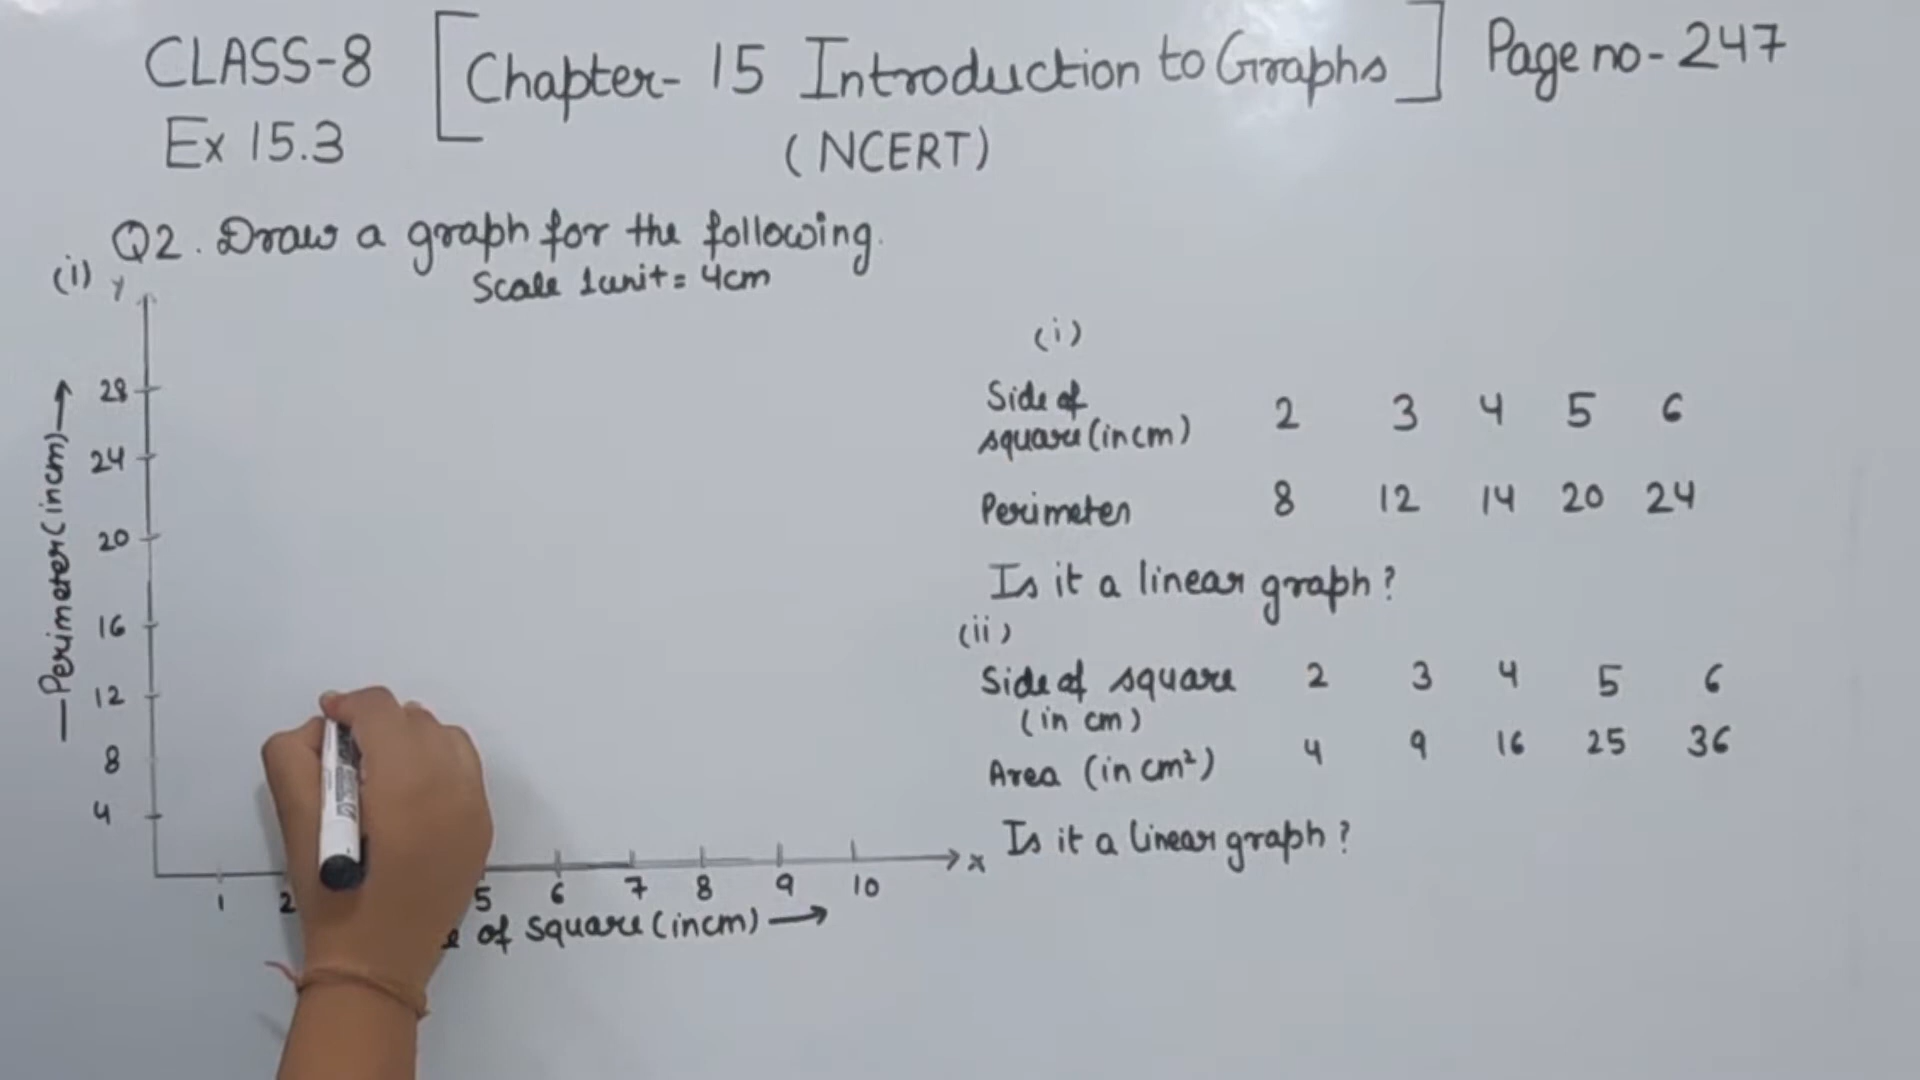 CLASS-8 [Chapter- 15 Introduction to Graphs] Page no- 247
Ex 15.3 (NCERT)
Q2. Draw a graph for the following.
Scale 1unit = 4cm
(i) Y
28
24
20
16
12
8
4
Perimeter (in cm)
1 2 5 6 7 8 9 10 x
of square (in cm)
(i)
Side of square (in cm) 2 3 4 5 6
Perimeter 8 12 14 20 24
Is it a linear graph?
(ii)
Side of square 2 3 4 5 6
(in cm)
Area (in cm²) 4 9 16 25 36
Is it a linear graph?